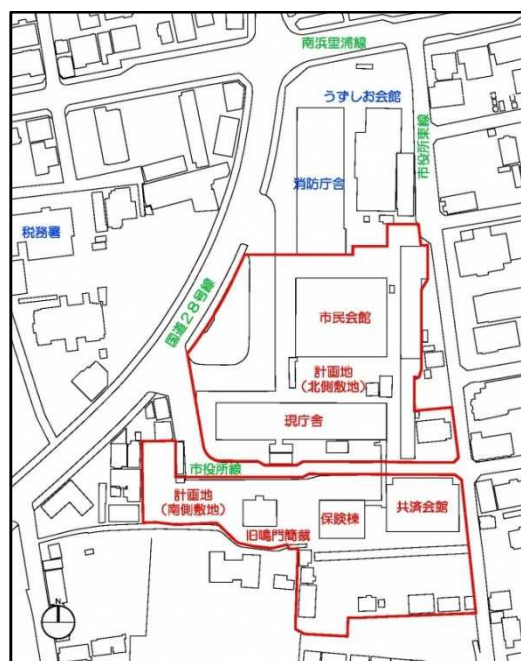 南浜里浦線
うずしお会館
市役所東線
消防庁舎
税務署
国道28号線
市民会館
計画地
(北側敷地)
現庁舎
市役所線
計画地
(南側敷地)
共済会館
保険棟
旧鳴門簡裁
N